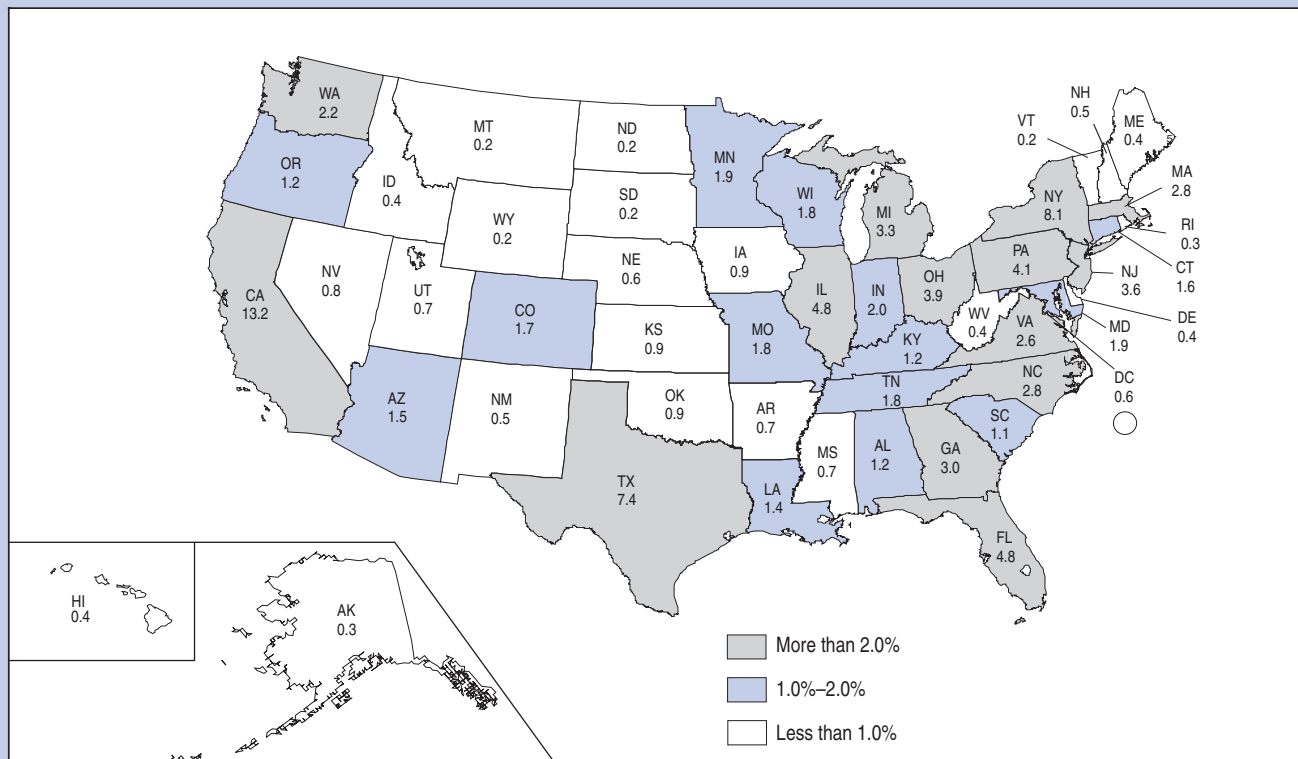 WA
2.2
OR
1.2
CA
13.2
ID
0.4
NV
0.8
MT
0.2
WY
0.2
UT
0.7
AZ
1.5
CO
1.7
NM
0.5
ND
0.2
SD
0.2
NE
0.6
KS
0.9
OK
0.9
TX
7.4
MN
1.9
IA
0.9
MO
1.8
AR
0.7
LA
1.4
WI
1.8
IL
4.8
MI
3.3
IN
2.0
OH
3.9
KY
1.2
TN
1.8
MS
0.7
AL
1.2
GA
3.0
FL
4.8
SC
1.1
NC
2.8
VA
2.6
WV
0.4
PA
4.1
NY
8.1
VT
0.2
NH
0.5
ME
0.4
MA
2.8
RI
0.3
CT
1.6
NJ
3.6
DE
0.4
MD
1.9
DC
0.6
HI
0.4
AK
0.3
More than 2.0%
1.0%–2.0%
Less than 1.0%